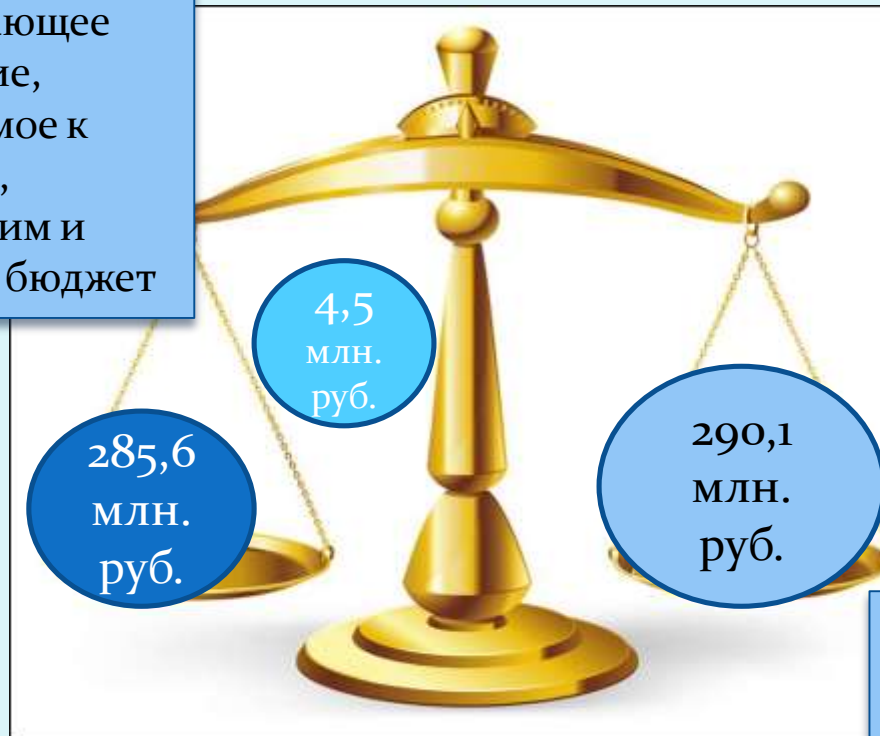 ющее
ие,
мое к
,
им и
бюджет
4,5
млн.
руб.
285,6
млн.
руб.
290,1
млн.
руб.